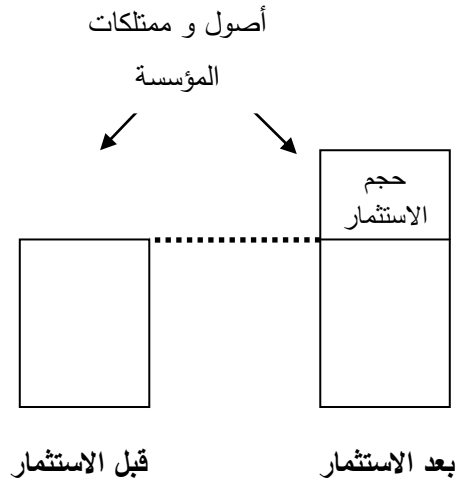 أصول و ممتلكات
المؤسسة
حجم
الاستثمار
بعد الاستثمار
قبل الاستثمار